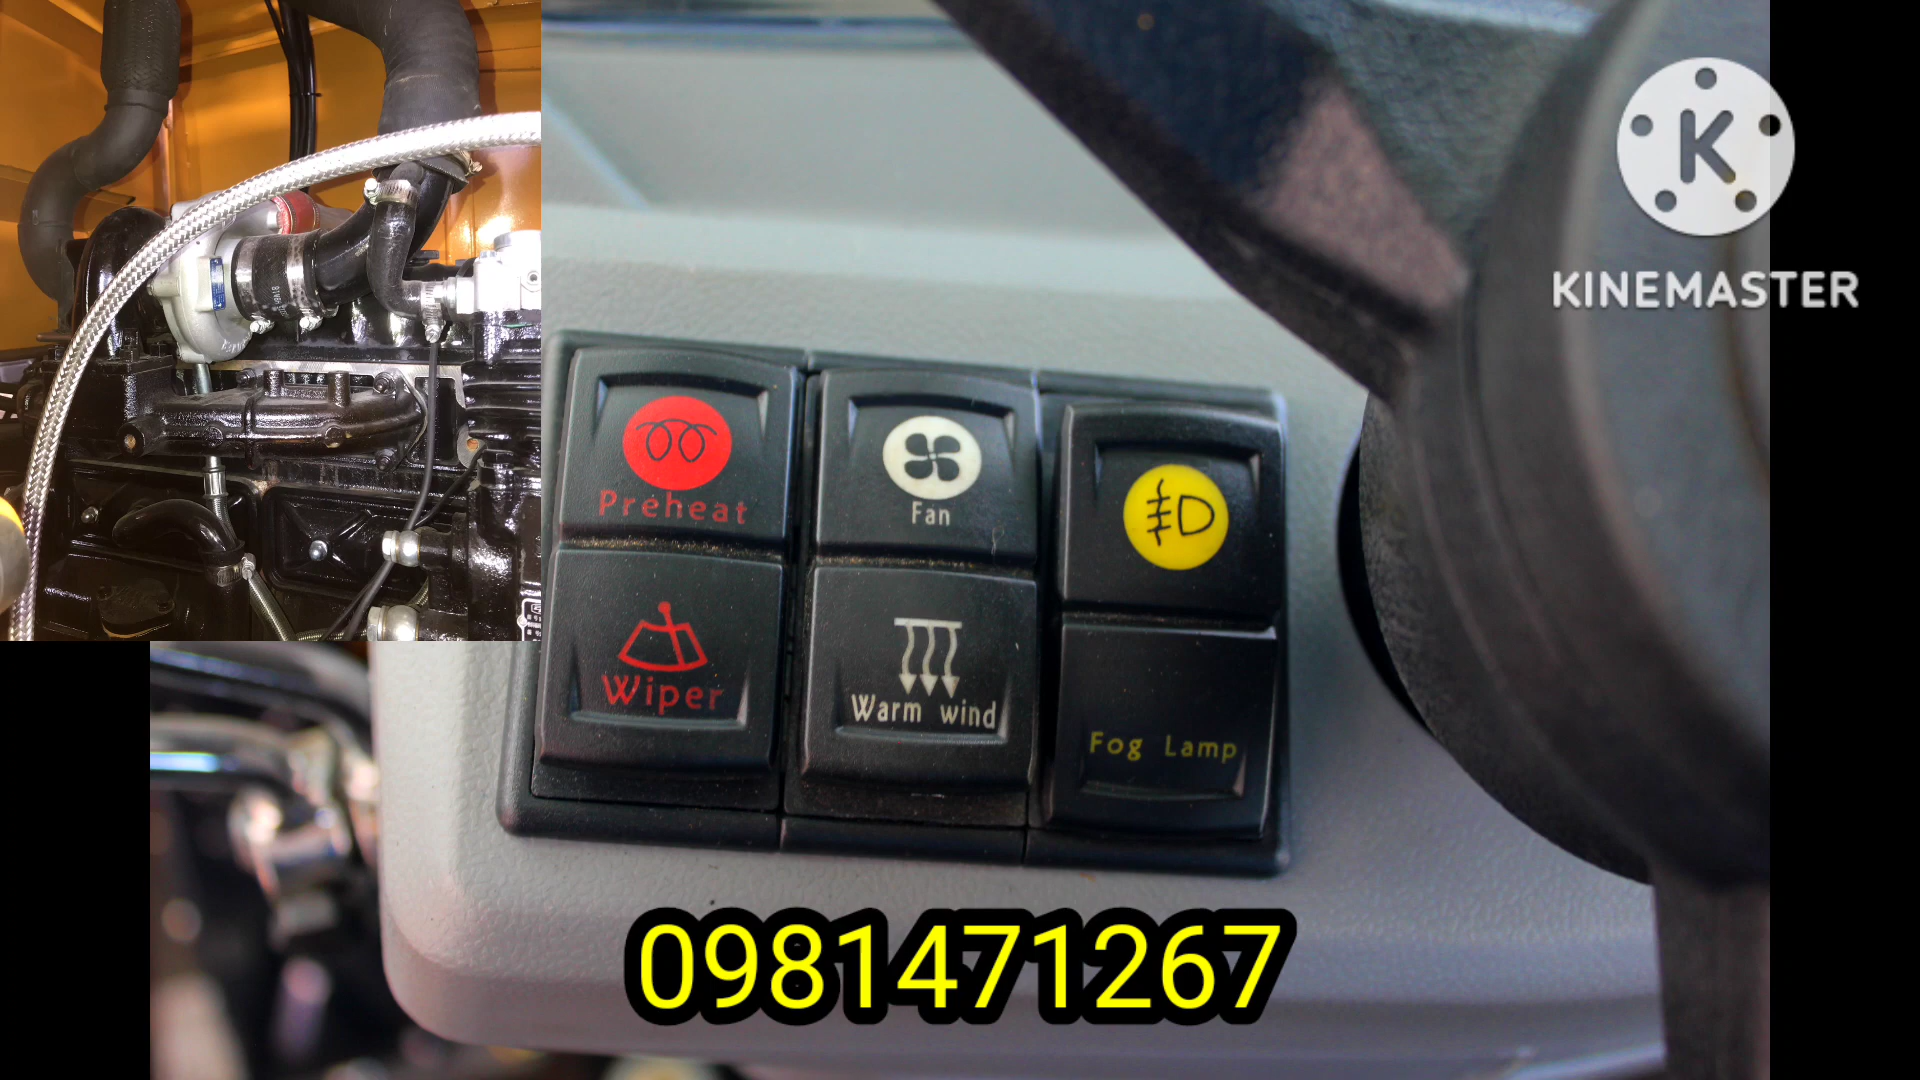 K
KINEMASTER
Preheat
Fan
Wiper
Warm wind
Fog Lamp
0981471267